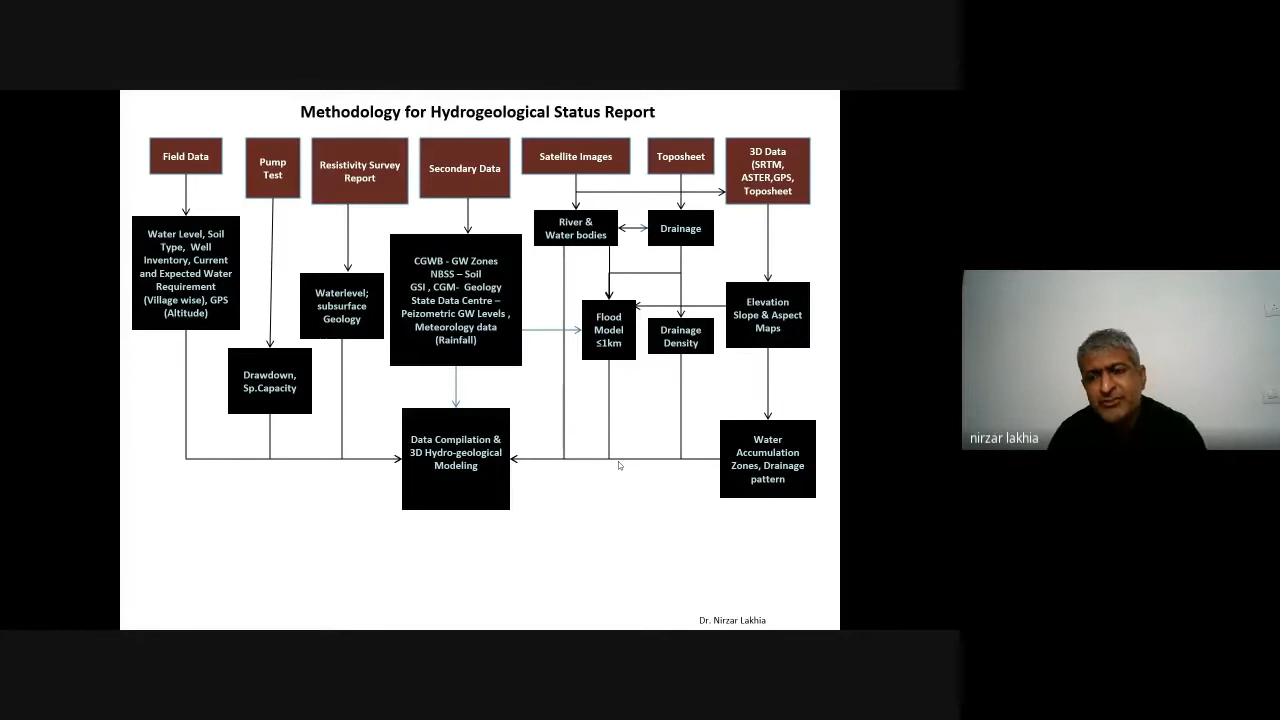 Methodology for Hydrogeological Status Report
Field Data
Pump
Test
Resistivity Survey
Report
Secondary Data
Satellite Images
Toposheet
3D Data
(SRTM,
ASTER,GPS,
Toposheet
Water Level, Soil
Type, Well
Inventory, Current
and Expected Water
Requirement
(Village wise), GPS
(Altitude)
Drawdown,
Sp.Capacity
Waterlevel;
subsurface
Geology
CGWB - GW Zones
NBSS – Soil
GSI , CGM- Geology
State Data Centre –
Peizometric GW Levels ,
Meteorology data
(Rainfall)
River &
Water bodies
Drainage
Flood
Model
≤1km
Drainage
Density
Elevation
Slope & Aspect
Maps
Data Compilation &
3D Hydro-geological
Modeling
Water
Accumulation
Zones, Drainage
pattern
Dr. Nirzar Lakhia
nirzar lakhia